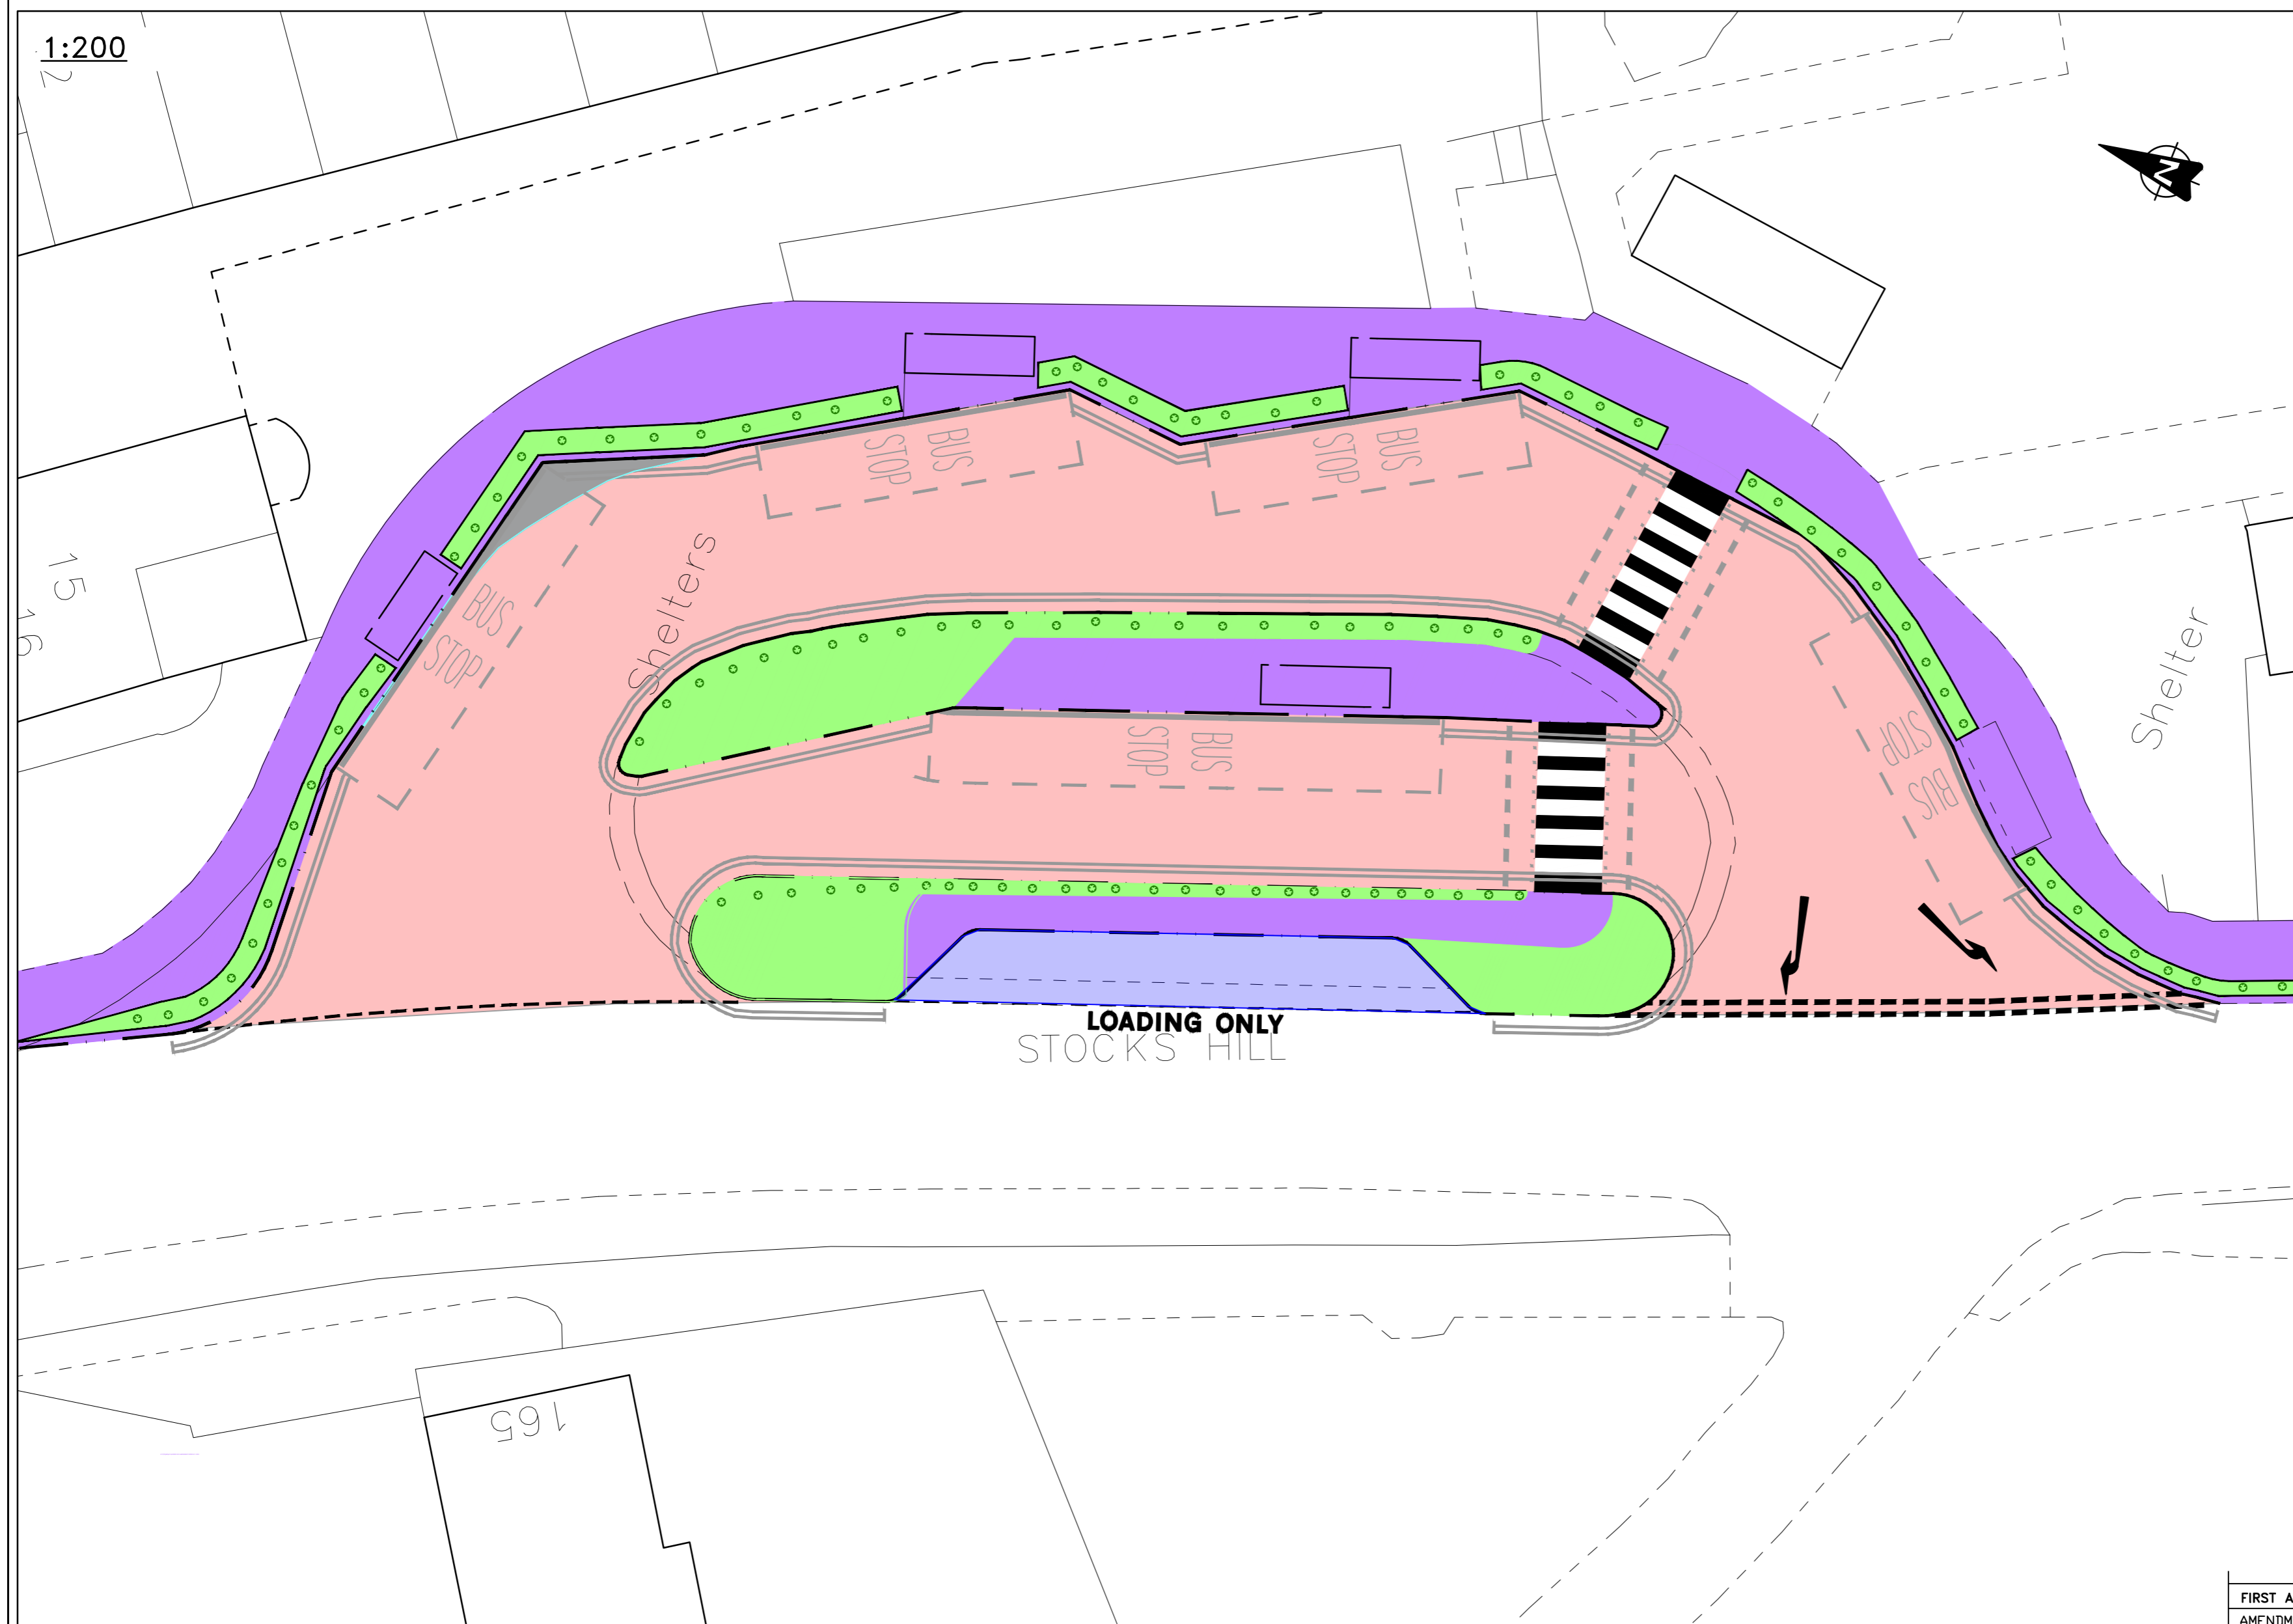 1:200
N
BUS
STOP
BUS
STOP
Shelters
BUS
STOP
15
Shelter
BUS
STOP
BUS
STOP
LOADING ONLY
STOCKS HILL
165
FIRST A
AMENDM